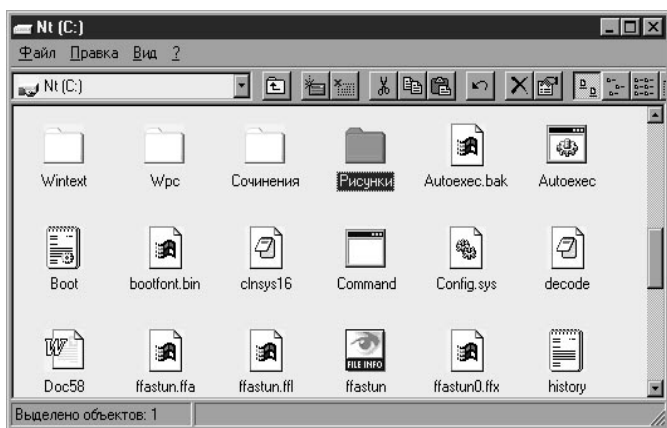 Nt (C:)
Файл Правка Вид ?
Nt (C:)
Wintext Wpc Сочинения Рисунки Autoexec.bak Autoexec
Boot bootfont.bin clnsys16 Command Config.sys decode
FILE INFO
Doc58 ffastun.ffa ffastun.ffl ffastun ffastun0.ffx history
Выделено объектов: 1